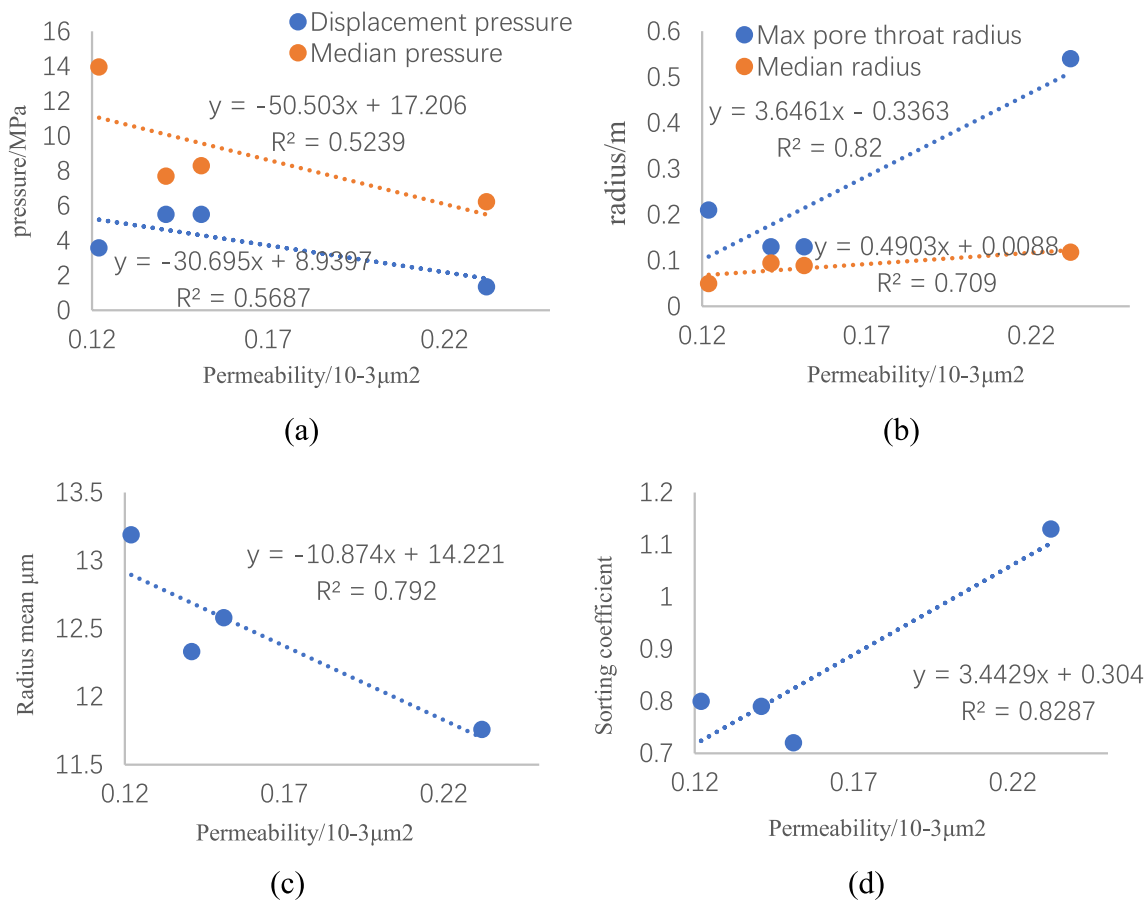 Displacement pressure
Median pressure
16
14
12
10
8
6
4
2
0
pressure/MPa
y = -50.503x + 17.206
R² = 0.5239
y = -30.695x + 8.9397
R² = 0.5687
0.12
0.17
0.22
Permeability/10-3μm2
(a)
Max pore throat radius
Median radius
0.6
0.5
0.4
0.3
0.2
0.1
0
radius/m
y = 3.6461x - 0.3363
R² = 0.82
y = 0.4903x + 0.0088
R² = 0.709
0.12
0.17
0.22
Permeability/10-3μm2
(b)
13.5
13
12.5
12
11.5
Radius mean μm
y = -10.874x + 14.221
R² = 0.792
0.12
0.17
0.22
Permeability/10-3μm2
(c)
1.2
1.1
1
0.9
0.8
0.7
Sorting coefficient
y = 3.4429x + 0.304
R² = 0.8287
0.12
0.17
0.22
Permeability/10-3μm2
(d)